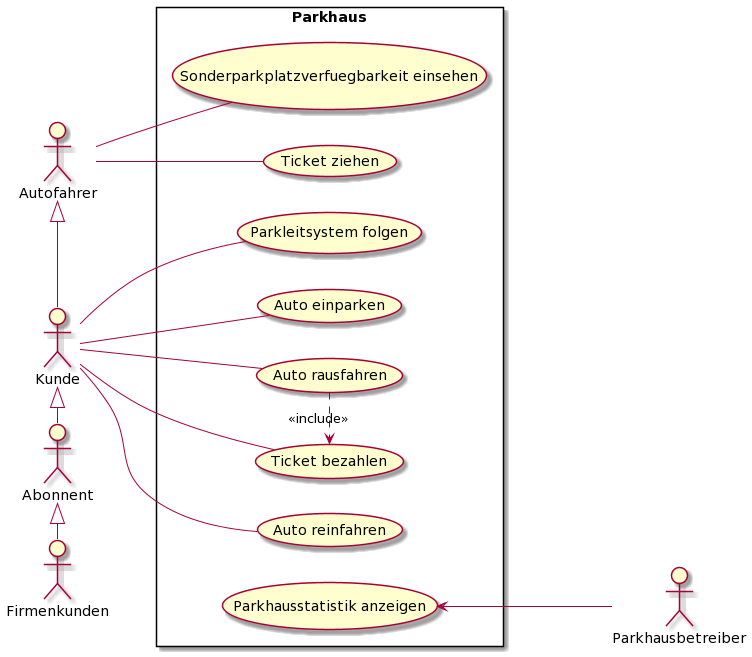 Parkhaus
Sonderparkplatzverfuegbarkeit einsehen
Ticket ziehen
Autofahrer
Parkleitsystem folgen
Auto einparken
Auto rausfahren
Kunde
«include»
Ticket bezahlen
Abonnent
Auto reinfahren
Parkhausstatistik anzeigen
Firmenkunden
Parkhausbetreiber